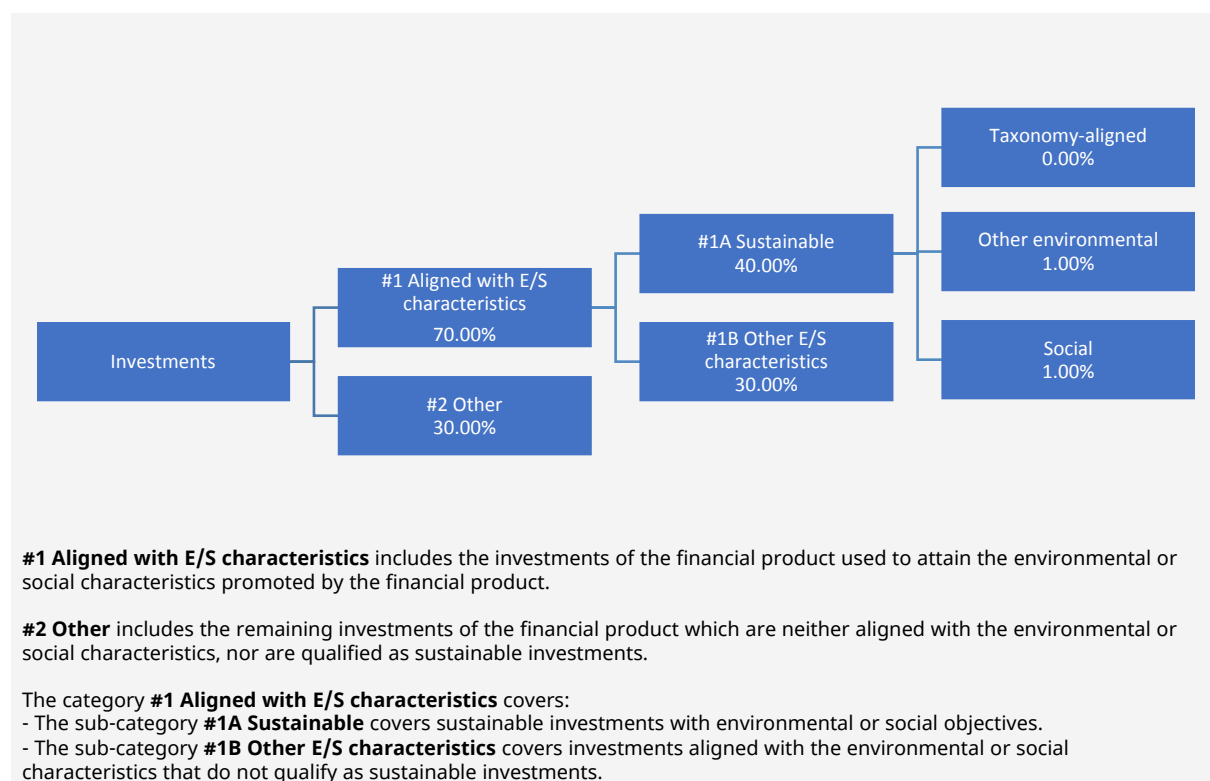 Investments
#1 Aligned with E/S
characteristics
70.00%
#2 Other
30.00%
#1A Sustainable
40.00%
#1B Other E/S
characteristics
30.00%
Taxonomy-aligned
0.00%
Other environmental
1.00%
Social
1.00%
#1 Aligned with E/S characteristics includes the investments of the financial product used to attain the environmental or
social characteristics promoted by the financial product.
#2 Other includes the remaining investments of the financial product which are neither aligned with the environmental or
social characteristics, nor are qualified as sustainable investments.
The category #1 Aligned with E/S characteristics covers:
- The sub-category #1A Sustainable covers sustainable investments with environmental or social objectives.
- The sub-category #1B Other E/S characteristics covers investments aligned with the environmental or social
characteristics that do not qualify as sustainable investments.